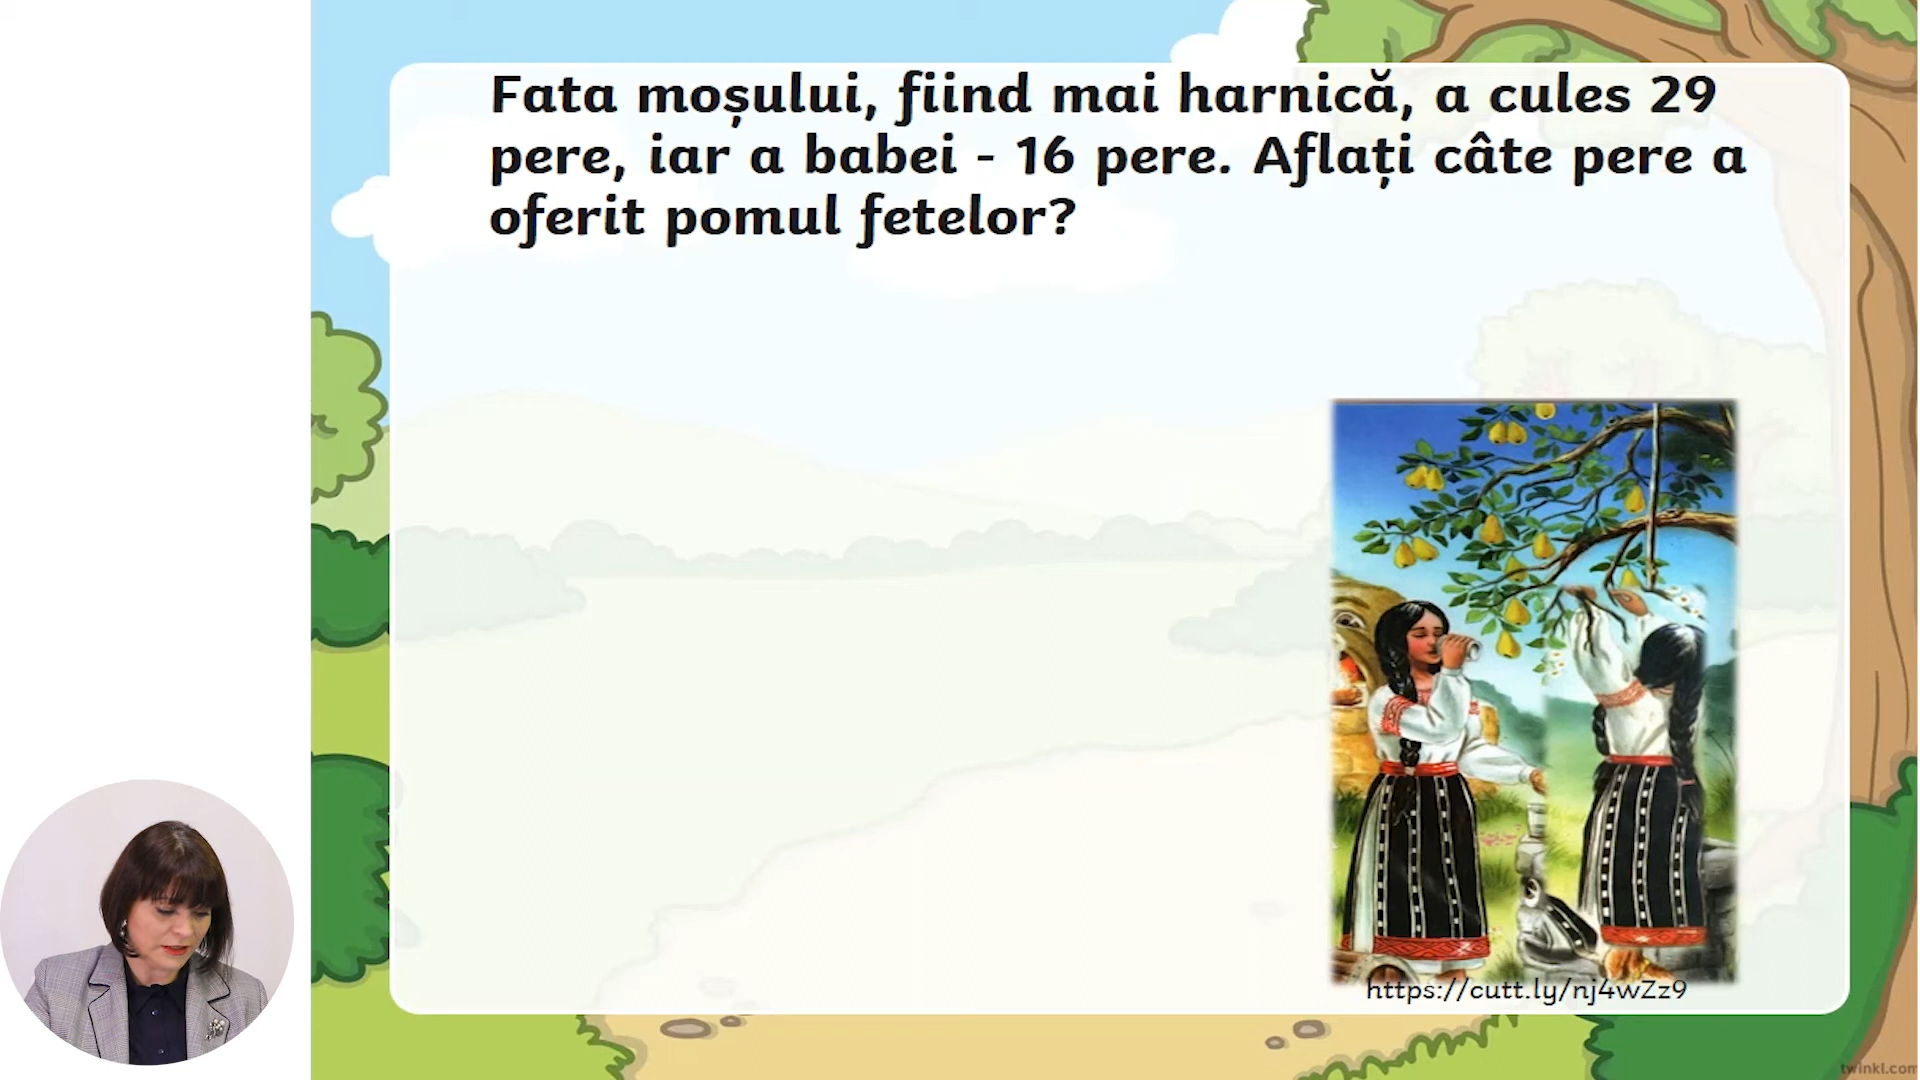 Fata moșului, fiind mai harnică, a cules 29
pere, iar a babei - 16 pere. Aflați câte pere a
oferit pomul fetelor?
https://cutt.ly/nj4wZz9
twinkl.com